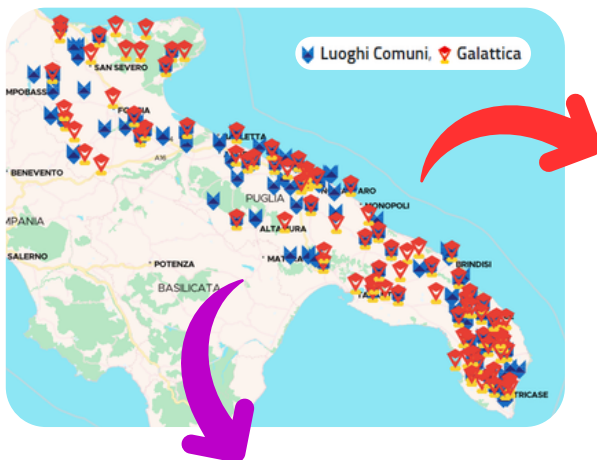 Luoghi Comuni, Galattica
SAN SEVERO
MPOBASS
FOGGIA
BARLETTA
A16
BENEVENTO
PUGLIA
MONOPOLI
MPANIA
ALTAMURA
SALERNO
POTENZA
MATERA
BRINDISI
BASILICATA
TRICASE